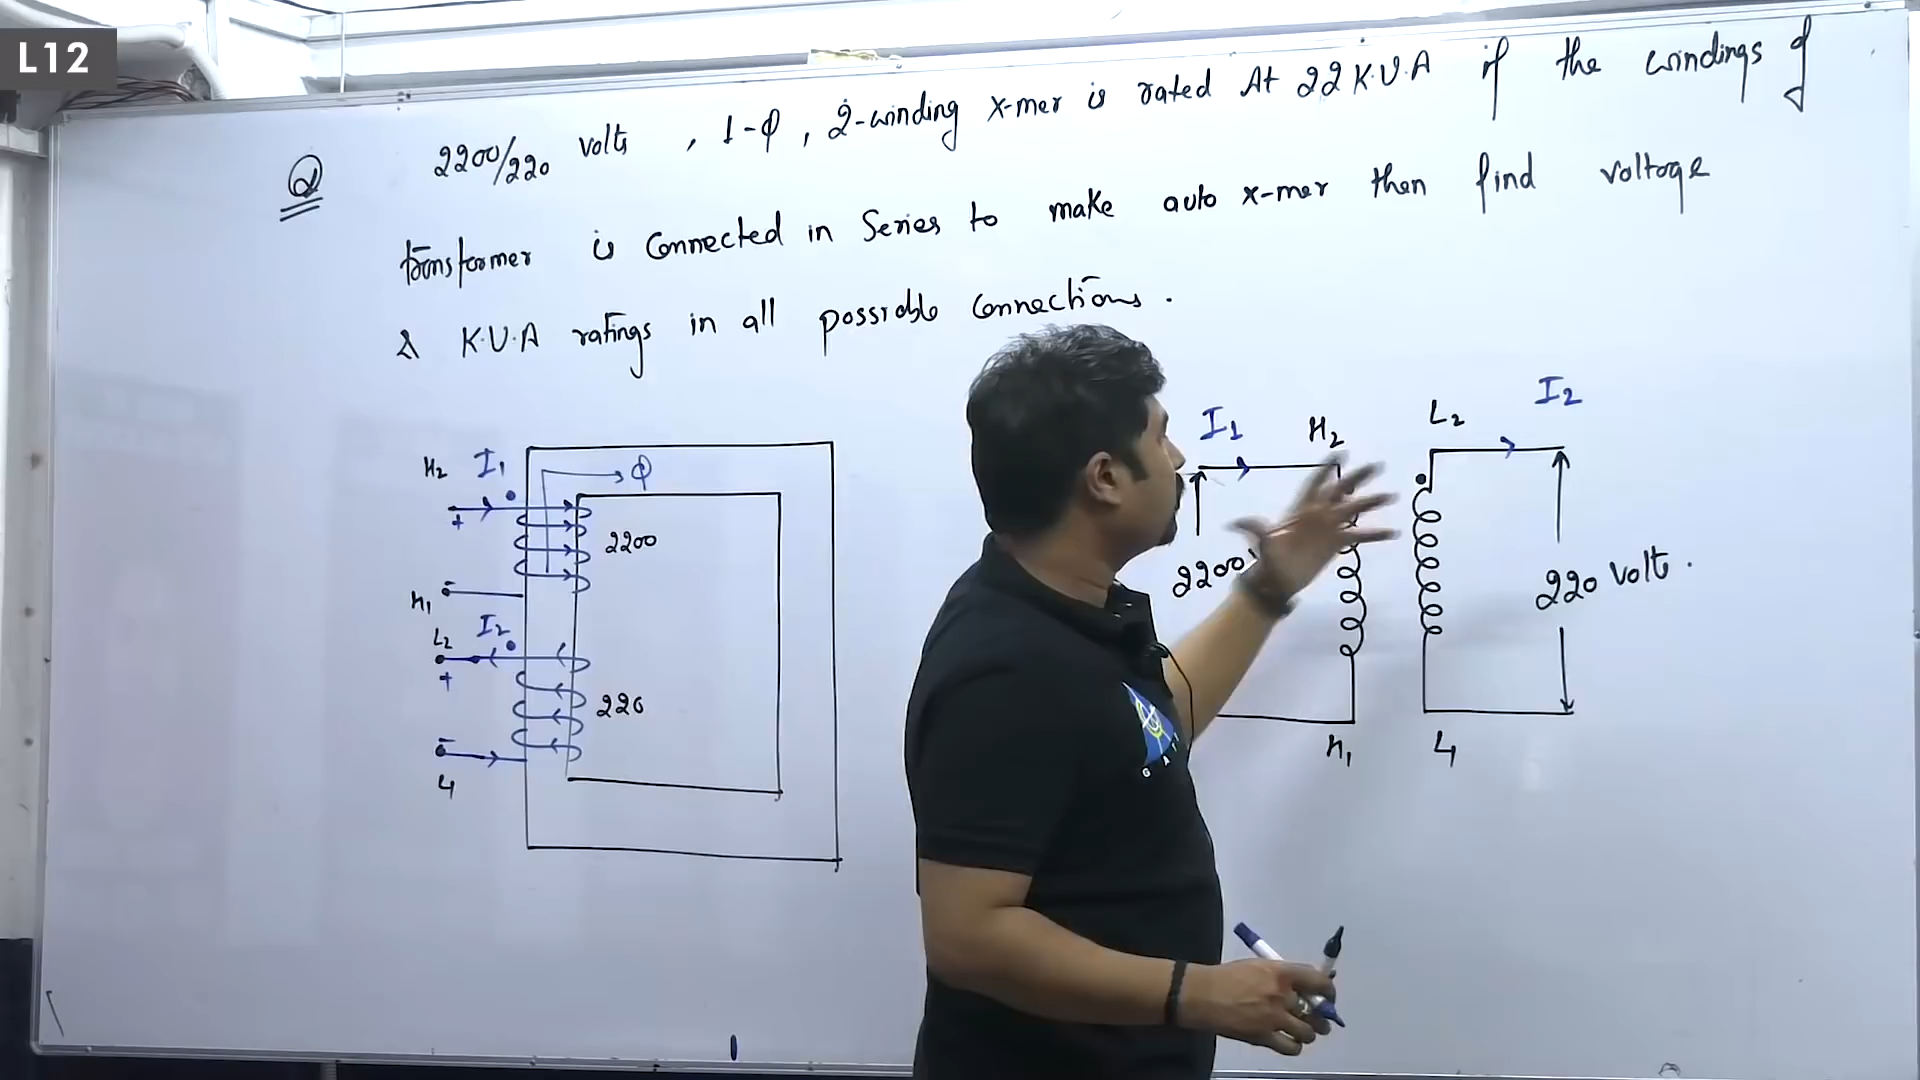 L12
Q 2200/220 volts , 1-φ , 2-winding x-mer is rated At 22 K.V.A if the windings of
transformer is connected in Series to make auto x-mer then find voltage
& K.V.A ratings in all possiable connections .
H2 I1 φ
+
2200
H1 -
L2 I2
+
220
-
L1
I1 H2 L2 I2
2200 220 Volt .
H1 L1
GATE